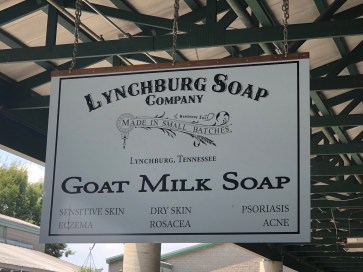 LYNCHBURG SOAP
COMPANY
MADE IN SMALL BATCHES
LYNCHBURG, TENNESSEE
GOAT MILK SOAP
SENSITIVE SKIN DRY SKIN PSORIASIS
ECZEMA ROSACEA ACNE